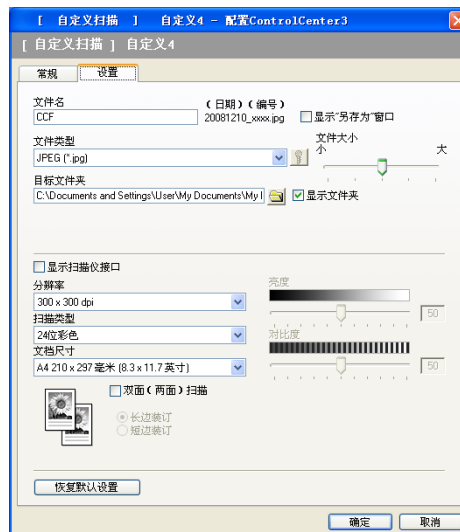 [ 自定义扫描 ] 自定义4 - 配置ControlCenter3
[ 自定义扫描 ] 自定义4
常规 设置
文件名 (日期)(编号)
CCF 20081210_xxxx.jpg 显示"另存为"窗口
文件类型 文件大小
JPEG (*.jpg) 小 大
目标文件夹
C:\Documents and Settings\User\My Documents\My I 显示文件夹
显示扫描仪接口
分辨率 亮度
300 x 300 dpi 50
扫描类型
24位彩色 对比度
文档尺寸
A4 210 x 297 毫米 (8.3 x 11.7 英寸) 50
双面(两面)扫描
长边装订
短边装订
恢复默认设置
确定 取消